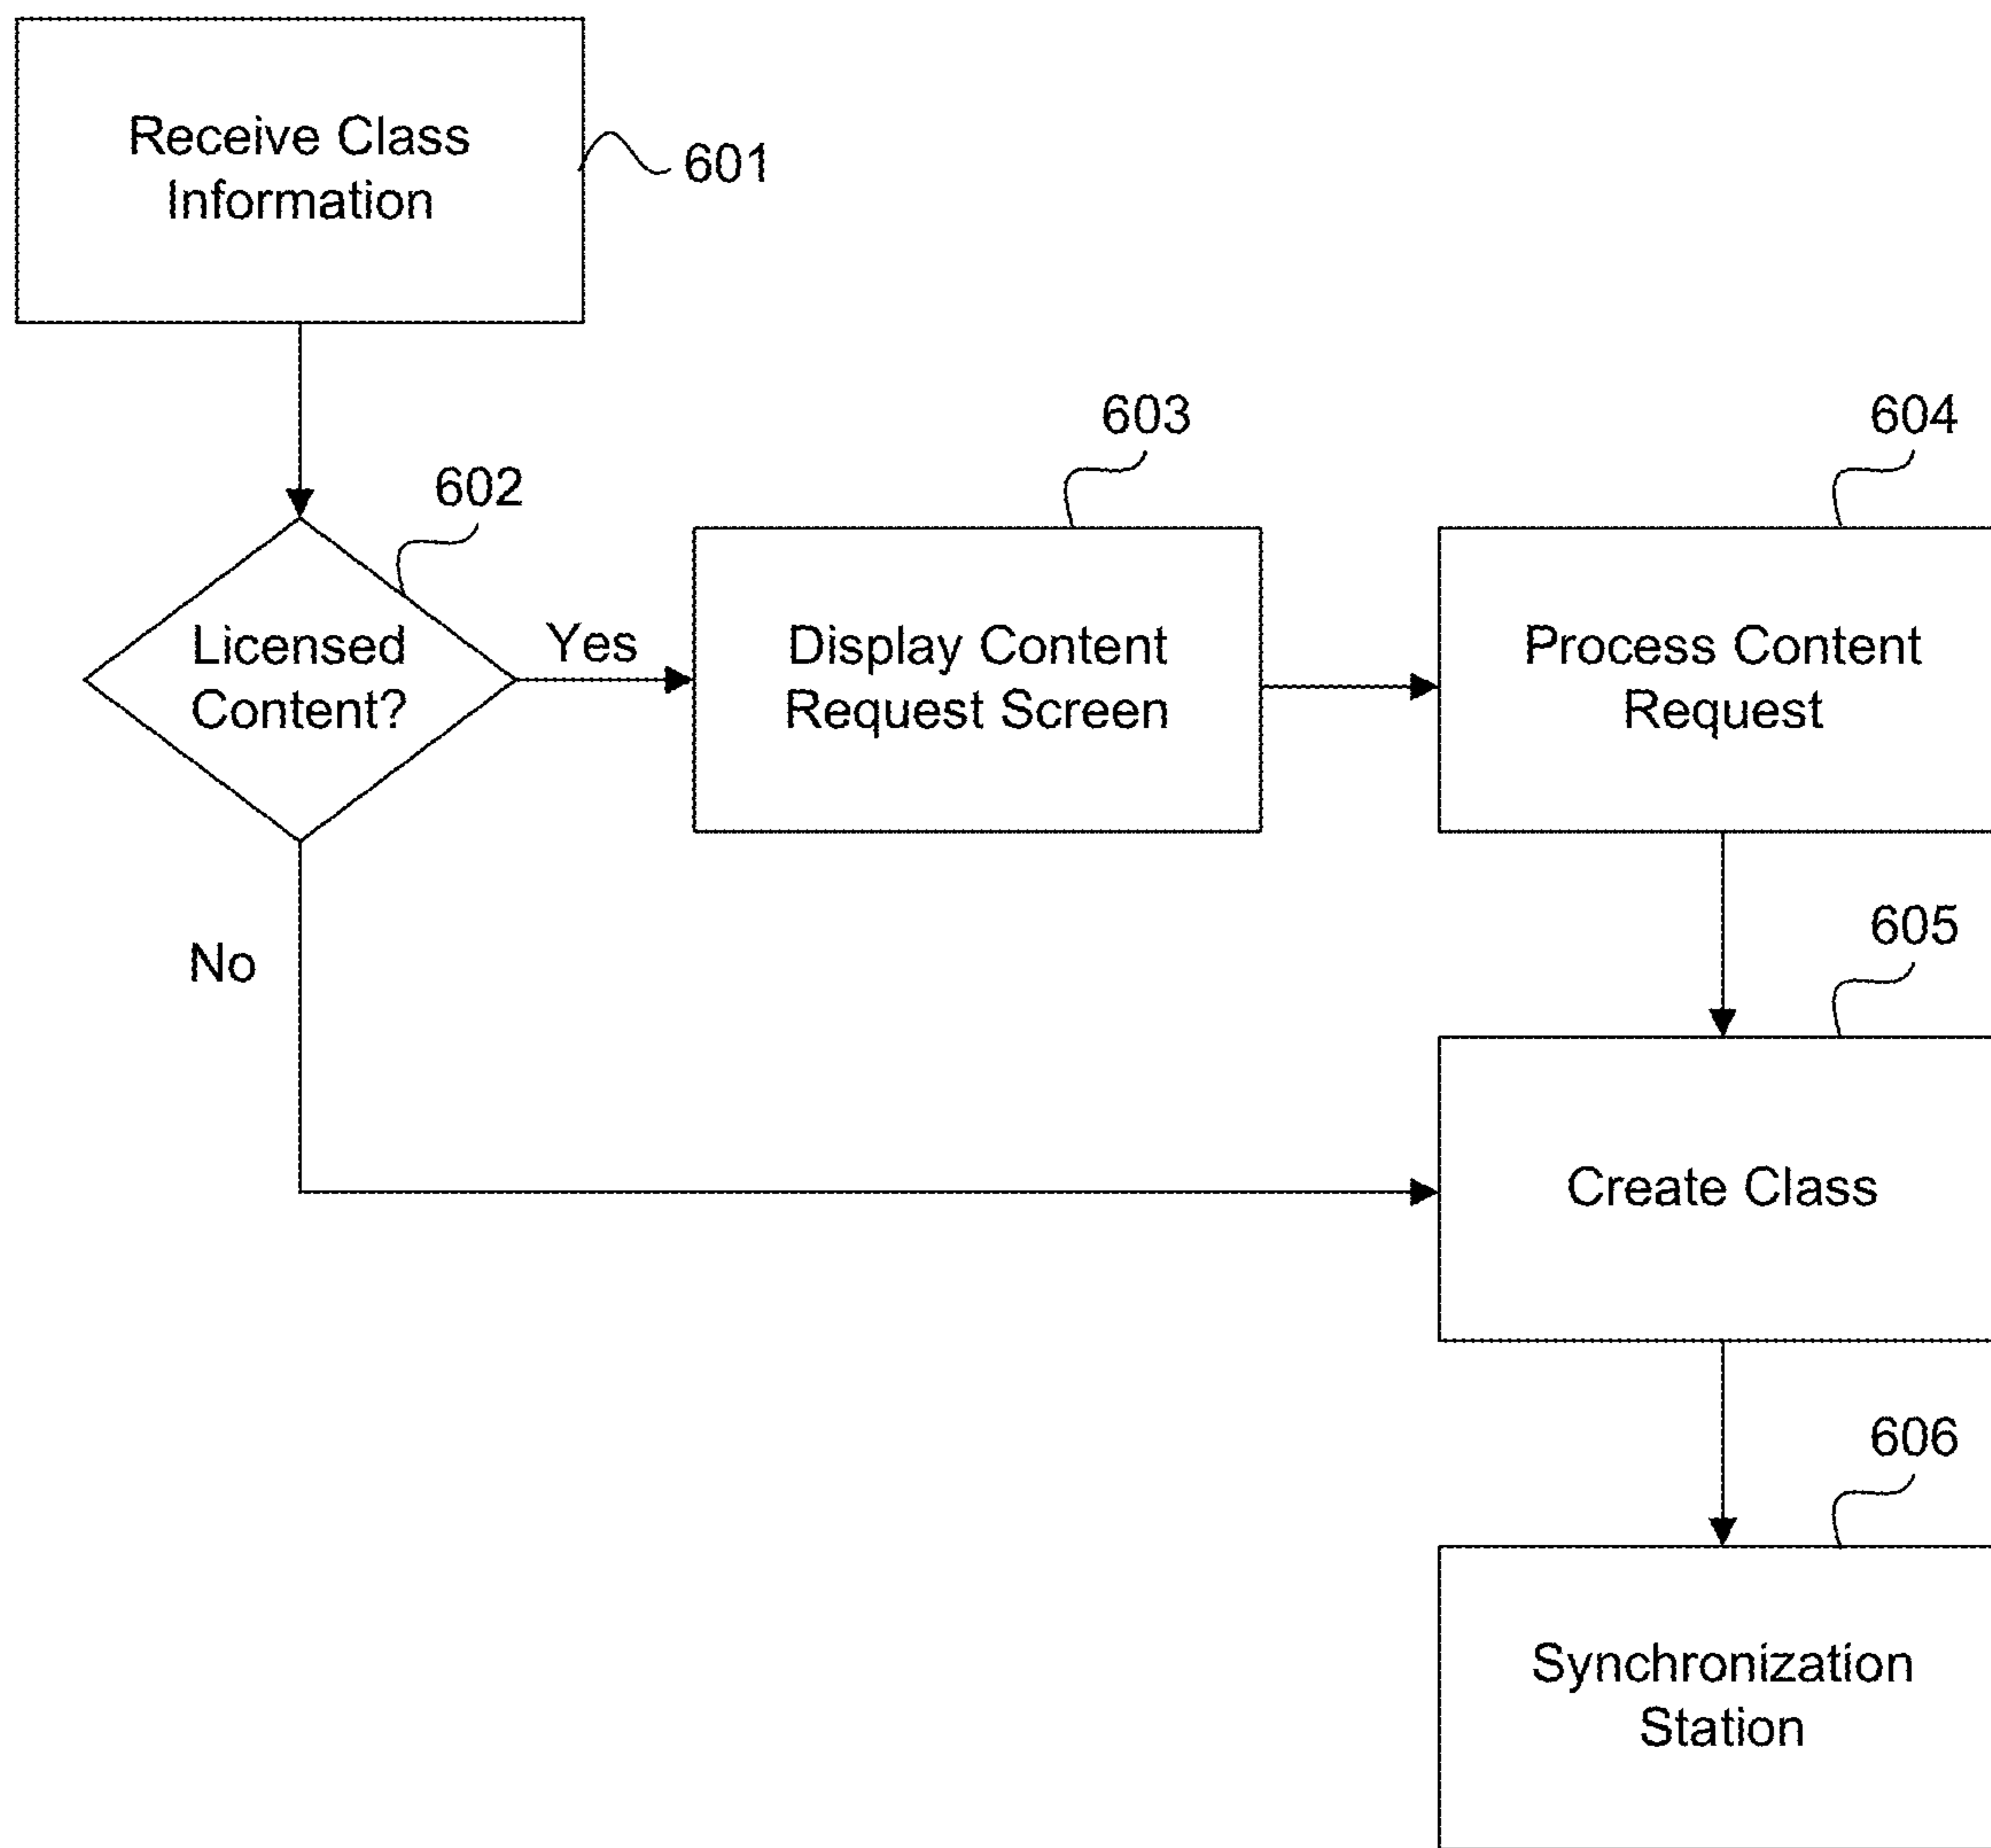 Receive Class
Information
601
602
603
604
Licensed
Content?
Yes
Display Content
Request Screen
Process Content
Request
605
No
Create Class
606
Synchronization
Station